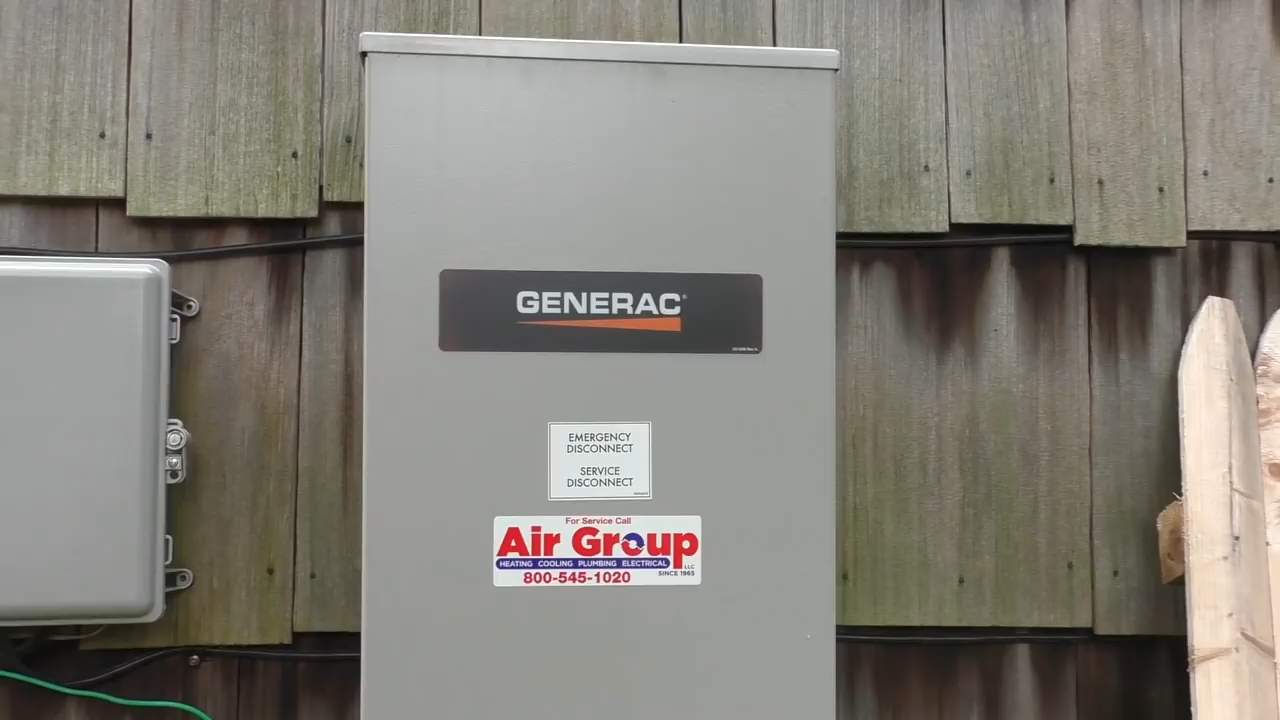 GENERAC
EMERGENCY
DISCONNECT
SERVICE
DISCONNECT
For Service Call
Air Group
LLC
HEATING COOLING PLUMBING ELECTRICAL
SINCE 1965
800-545-1020